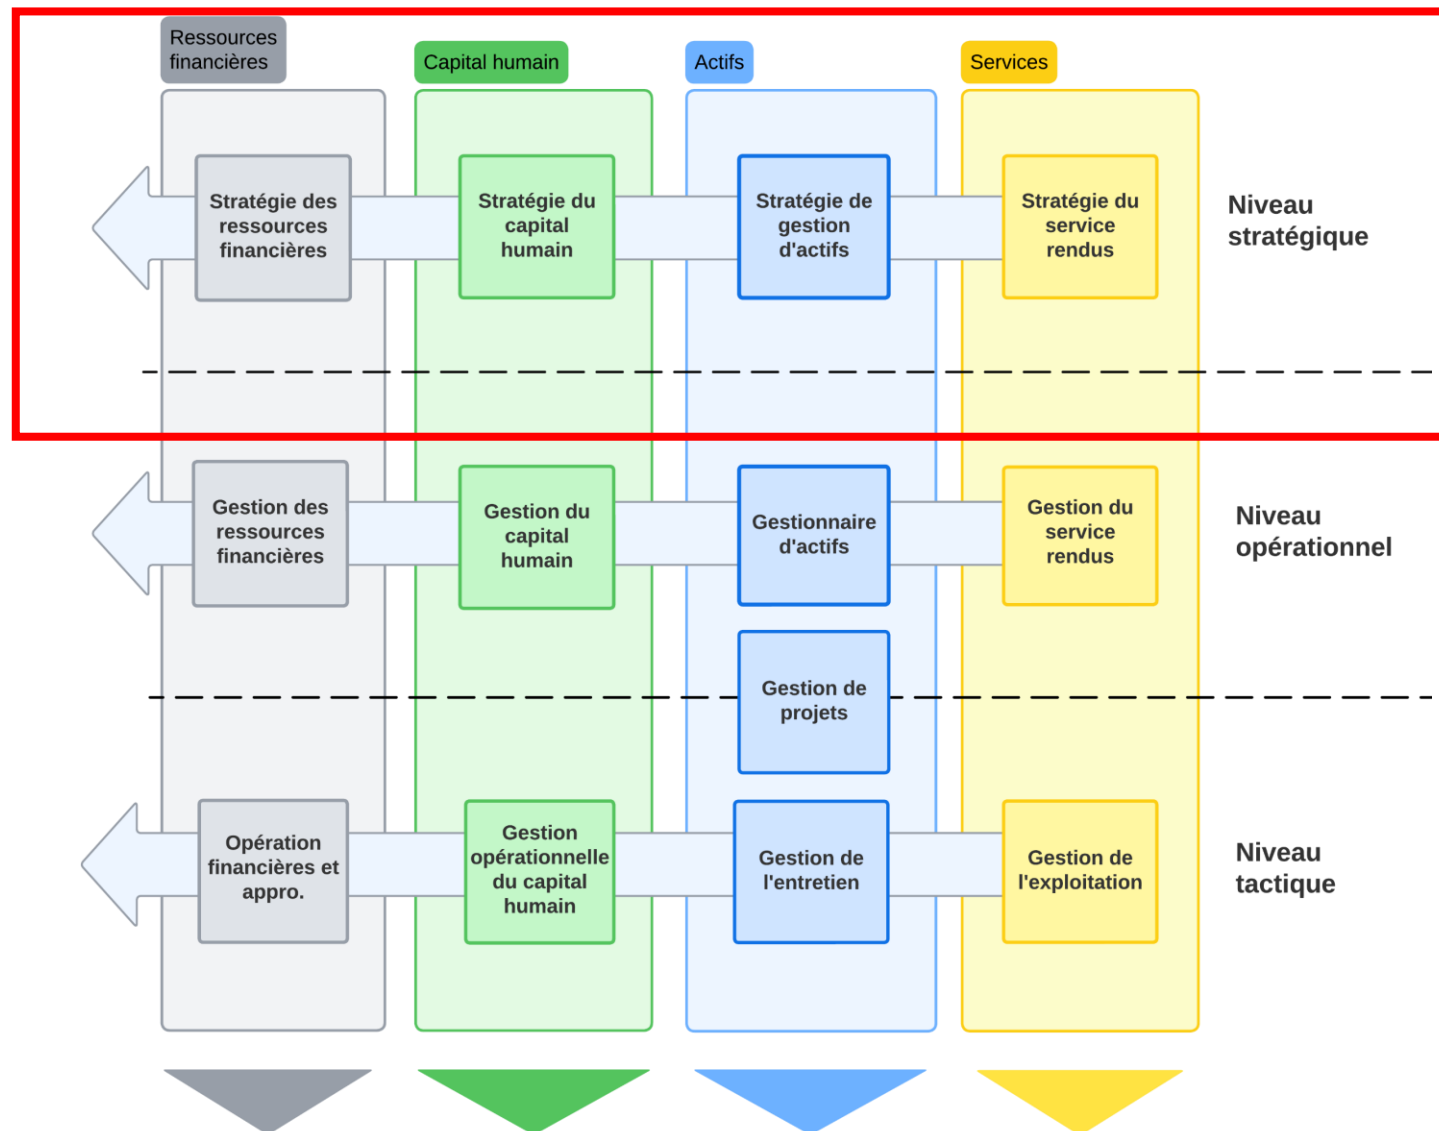 Ressources
financières
Capital humain
Actifs
Services
Stratégie des
ressources
financières
Stratégie du
capital
humain
Stratégie de
gestion
d'actifs
Stratégie du
service
rendus
Niveau
stratégique
Gestion des
ressources
financières
Gestion du
capital
humain
Gestionnaire
d'actifs
Gestion du
service
rendus
Niveau
opérationnel
Gestion de
projets
Opération
financières et
appro.
Gestion
opérationnelle
du capital
humain
Gestion de
l'entretien
Gestion de
l'exploitation
Niveau
tactique